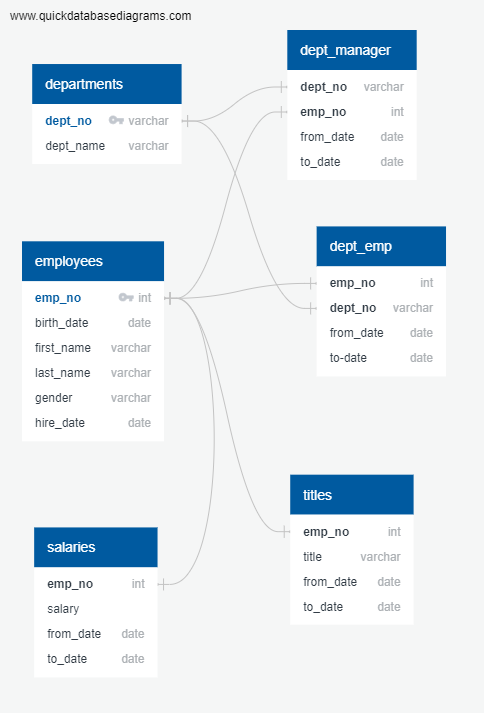 www.quickdatabasediagrams.com
departments
dept_no varchar
dept_name varchar
dept_manager
dept_no varchar
emp_no int
from_date date
to_date date
employees
emp_no int
birth_date date
first_name varchar
last_name varchar
gender varchar
hire_date date
dept_emp
emp_no int
dept_no varchar
from_date date
to-date date
salaries
emp_no int
salary
from_date date
to_date date
titles
emp_no int
title varchar
from_date date
to_date date